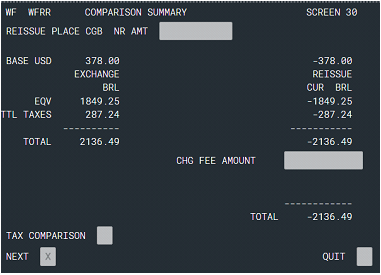 WF WFRR COMPARISON SUMMARY SCREEN 30
REISSUE PLACE CGB NR AMT
BASE USD 378.00 -378.00
EXCHANGE REISSUE
BRL CUR BRL
EQV 1849.25 -1849.25
TTL TAXES 287.24 -287.24
---------- ------------
TOTAL 2136.49 -2136.49
CHG FEE AMOUNT
------------
TOTAL -2136.49
TAX COMPARISON
NEXT X QUIT